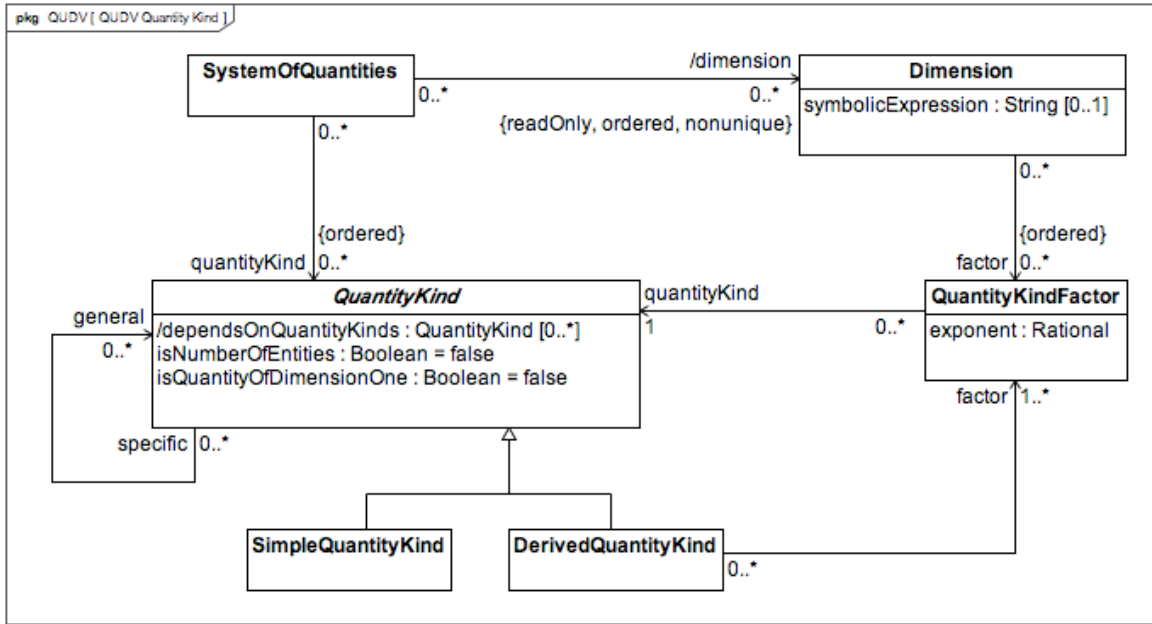 pkg QUDV [ QUDV Quantity Kind ]
SystemOfQuantities
/dimension
0..*
0..*
{readOnly, ordered, nonunique}
Dimension
symbolicExpression : String [0..1]
0..*
0..*
{ordered}
quantityKind 0..*
{ordered}
factor 0..*
QuantityKind
/dependsOnQuantityKinds : QuantityKind [0..*]
isNumberOfEntities : Boolean = false
isQuantityOfDimensionOne : Boolean = false
general
0..*
specific 0..*
quantityKind
1
0..*
QuantityKindFactor
exponent : Rational
factor 1..*
SimpleQuantityKind
DerivedQuantityKind
0..*